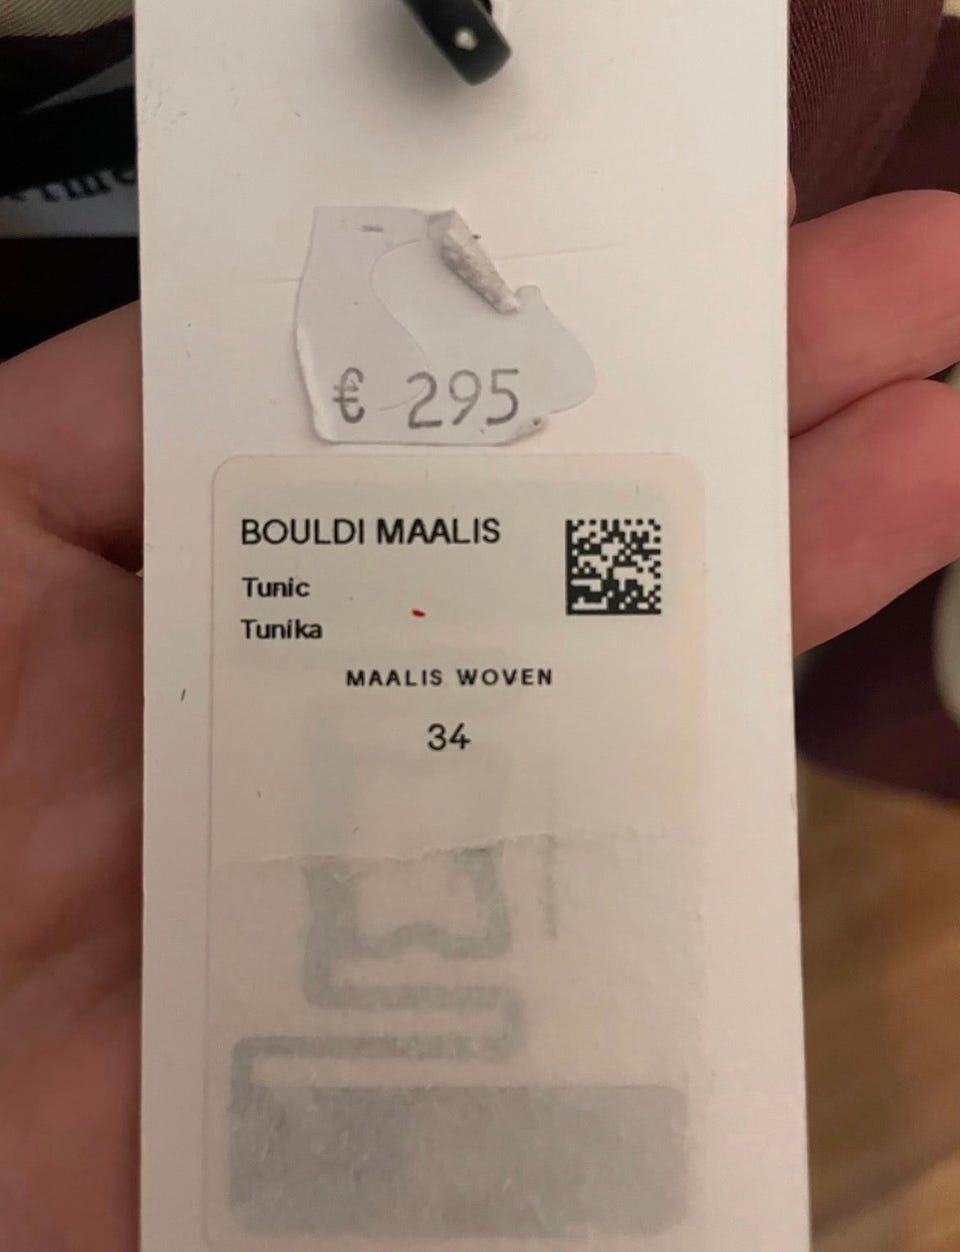 € 295
BOULDI MAALIS
Tunic
Tunika
MAALIS WOVEN
34